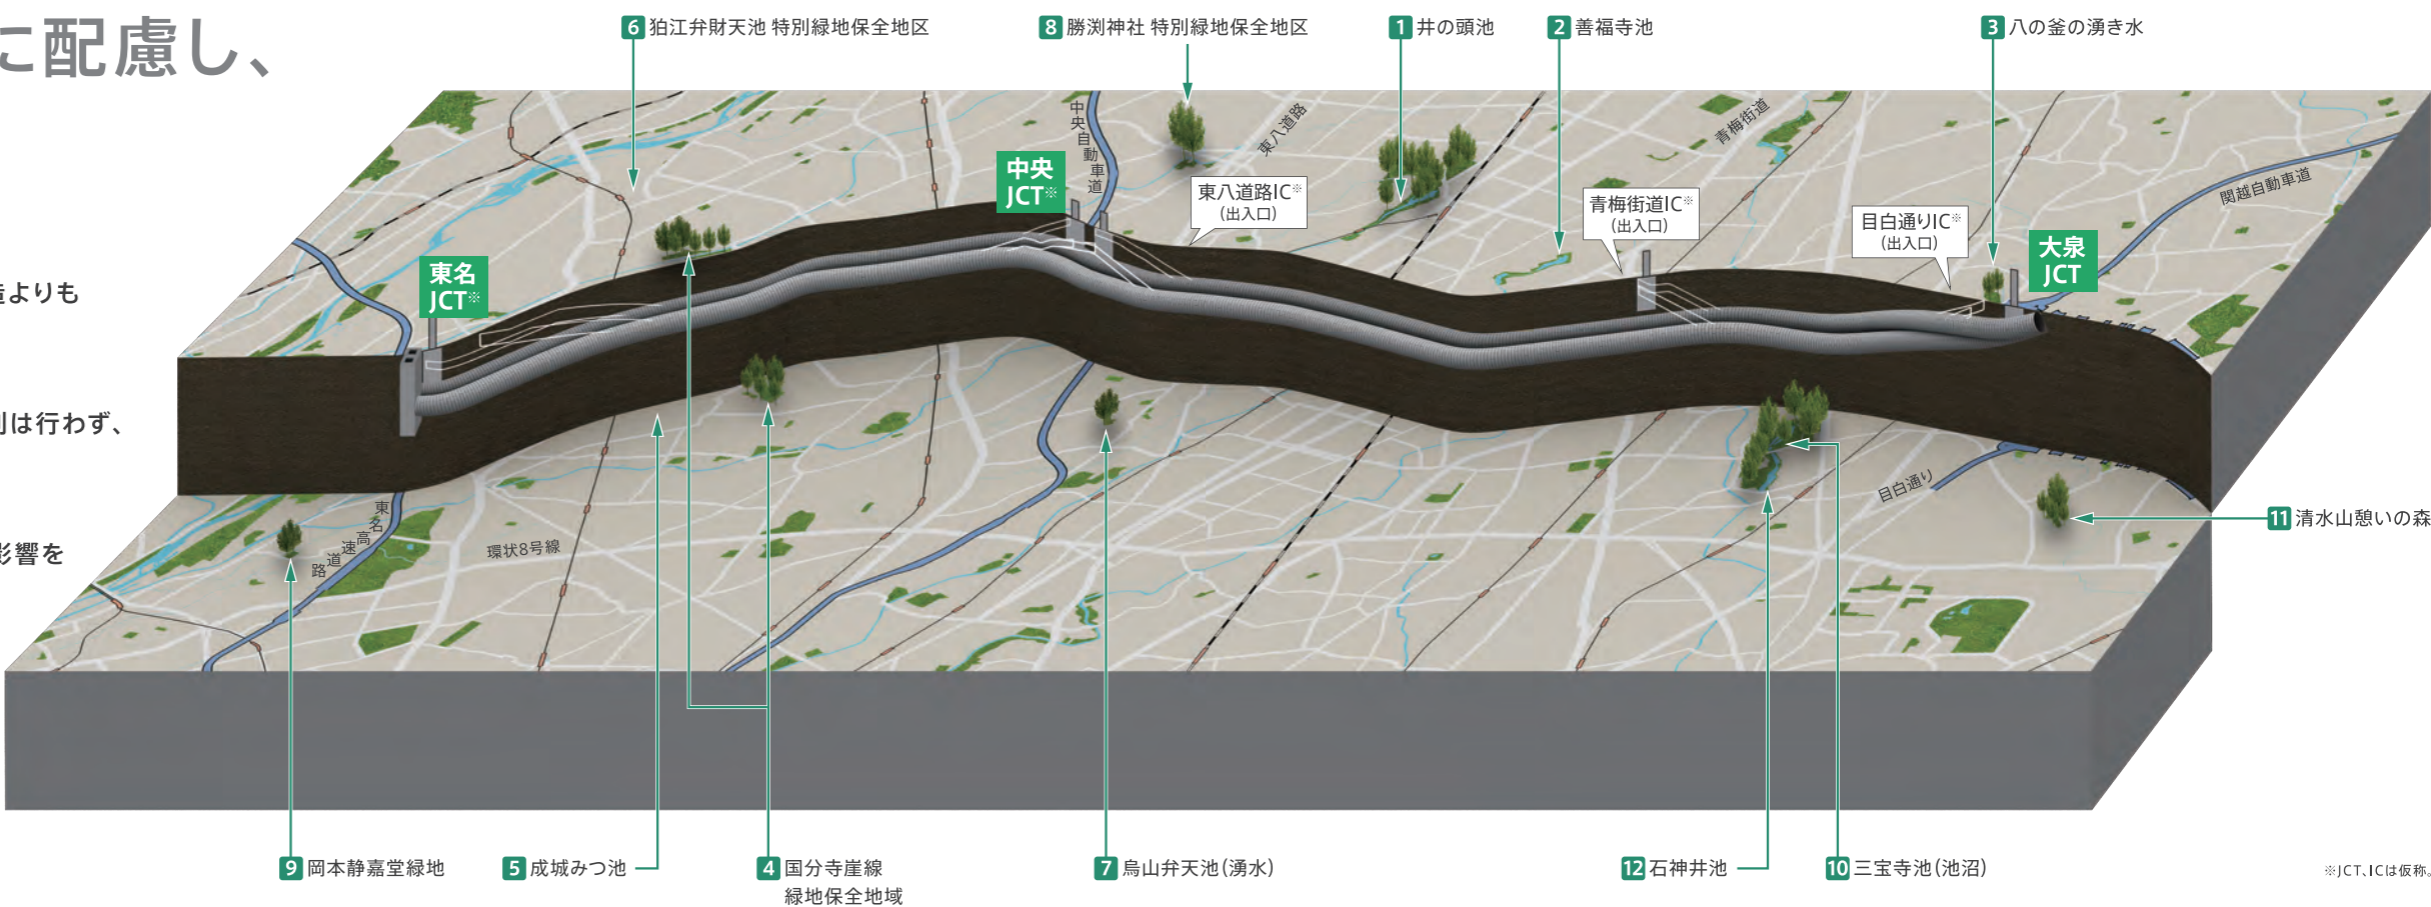 に配慮し、
6 狛江弁財天池 特別緑地保全地区
8 勝渕神社 特別緑地保全地区
1 井の頭池
2 善福寺池
3 八の釜の湧き水
中央自動車道
東八道路
青梅街道
関越自動車道
中央
JCT※
東八道路IC※
(出入口)
青梅街道IC※
(出入口)
目白通りIC※
(出入口)
大泉
JCT
東名
JCT※
よりも
は行わず、
影響を
目白通り
東名高速道路
環状8号線
11 清水山憩いの森
9 岡本静嘉堂緑地
5 成城みつ池
4 国分寺崖線
緑地保全地域
7 烏山弁天池(湧水)
12 石神井池
10 三宝寺池(池沼)
※JCT、ICは仮称。